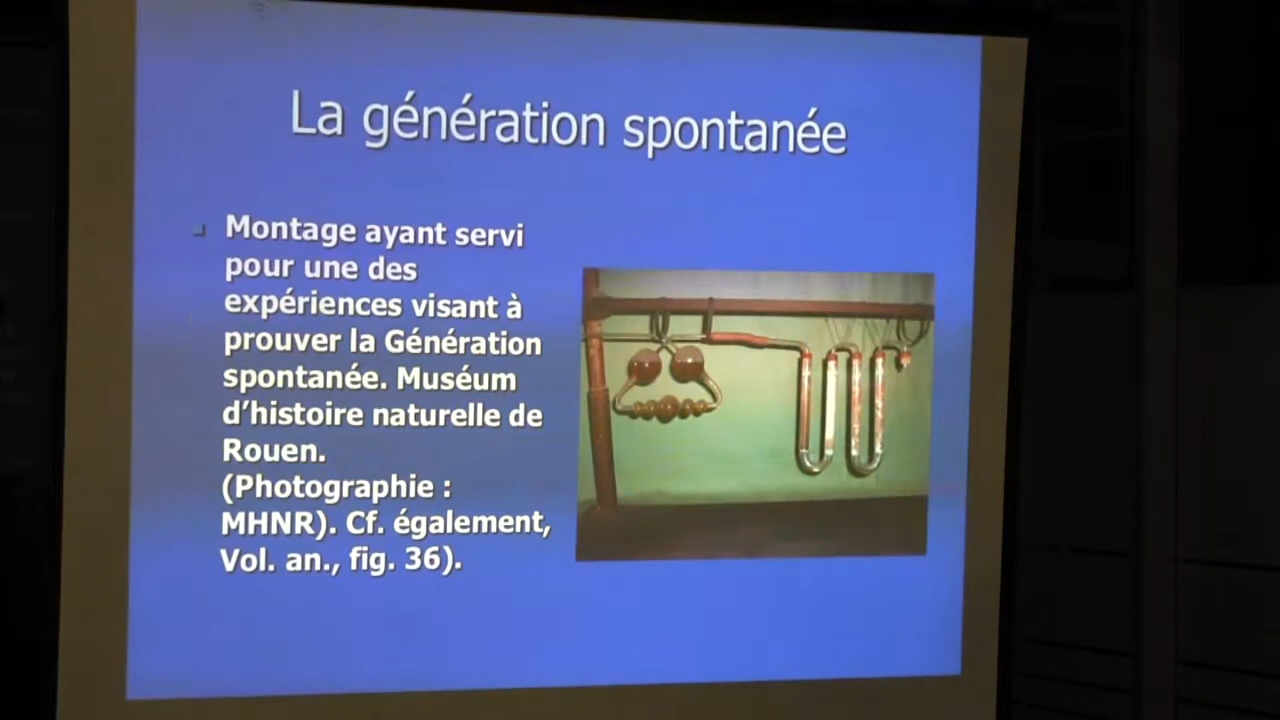 La génération spontanée
Montage ayant servi
pour une des
expériences visant à
prouver la Génération
spontanée. Muséum
d'histoire naturelle de
Rouen.
(Photographie :
MHNR). Cf. également,
Vol. an., fig. 36).